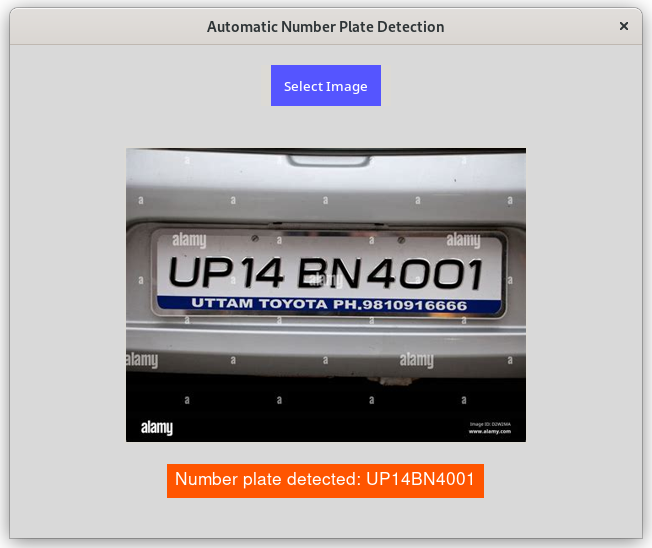 Automatic Number Plate Detection
Select Image
alamy
alamy
UP14 BN4001
alamy
UTTAM TOYOTA PH.9810916666
alamy
alamy
alamy
Image ID: D2W2MA
www.alamy.com
Number plate detected: UP14BN4001